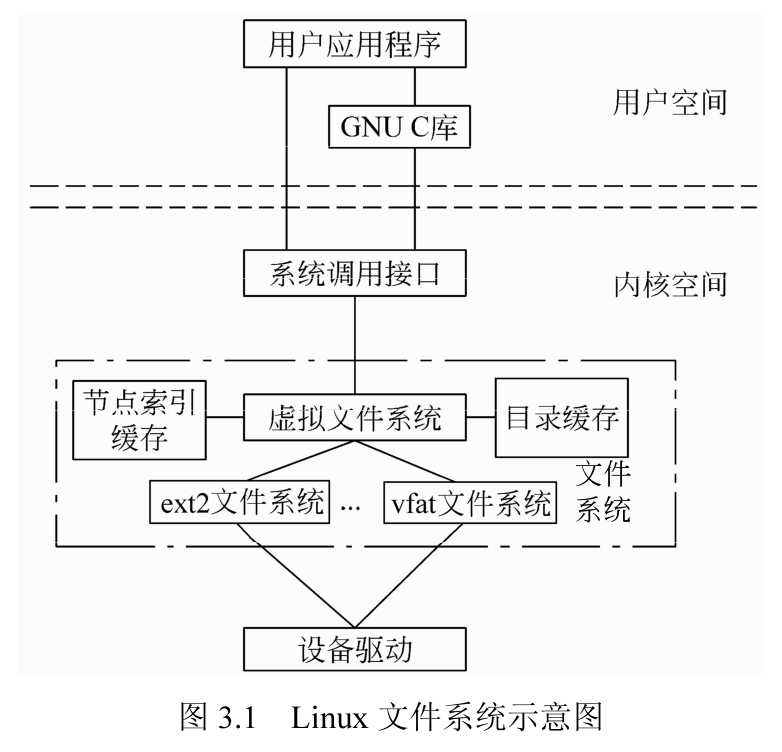 用户应用程序
用户空间
GNU C库
系统调用接口
内核空间
节点索引
缓存
虚拟文件系统
目录缓存
文件
系统
ext2文件系统
...
vfat文件系统
设备驱动
图 3.1 Linux 文件系统示意图